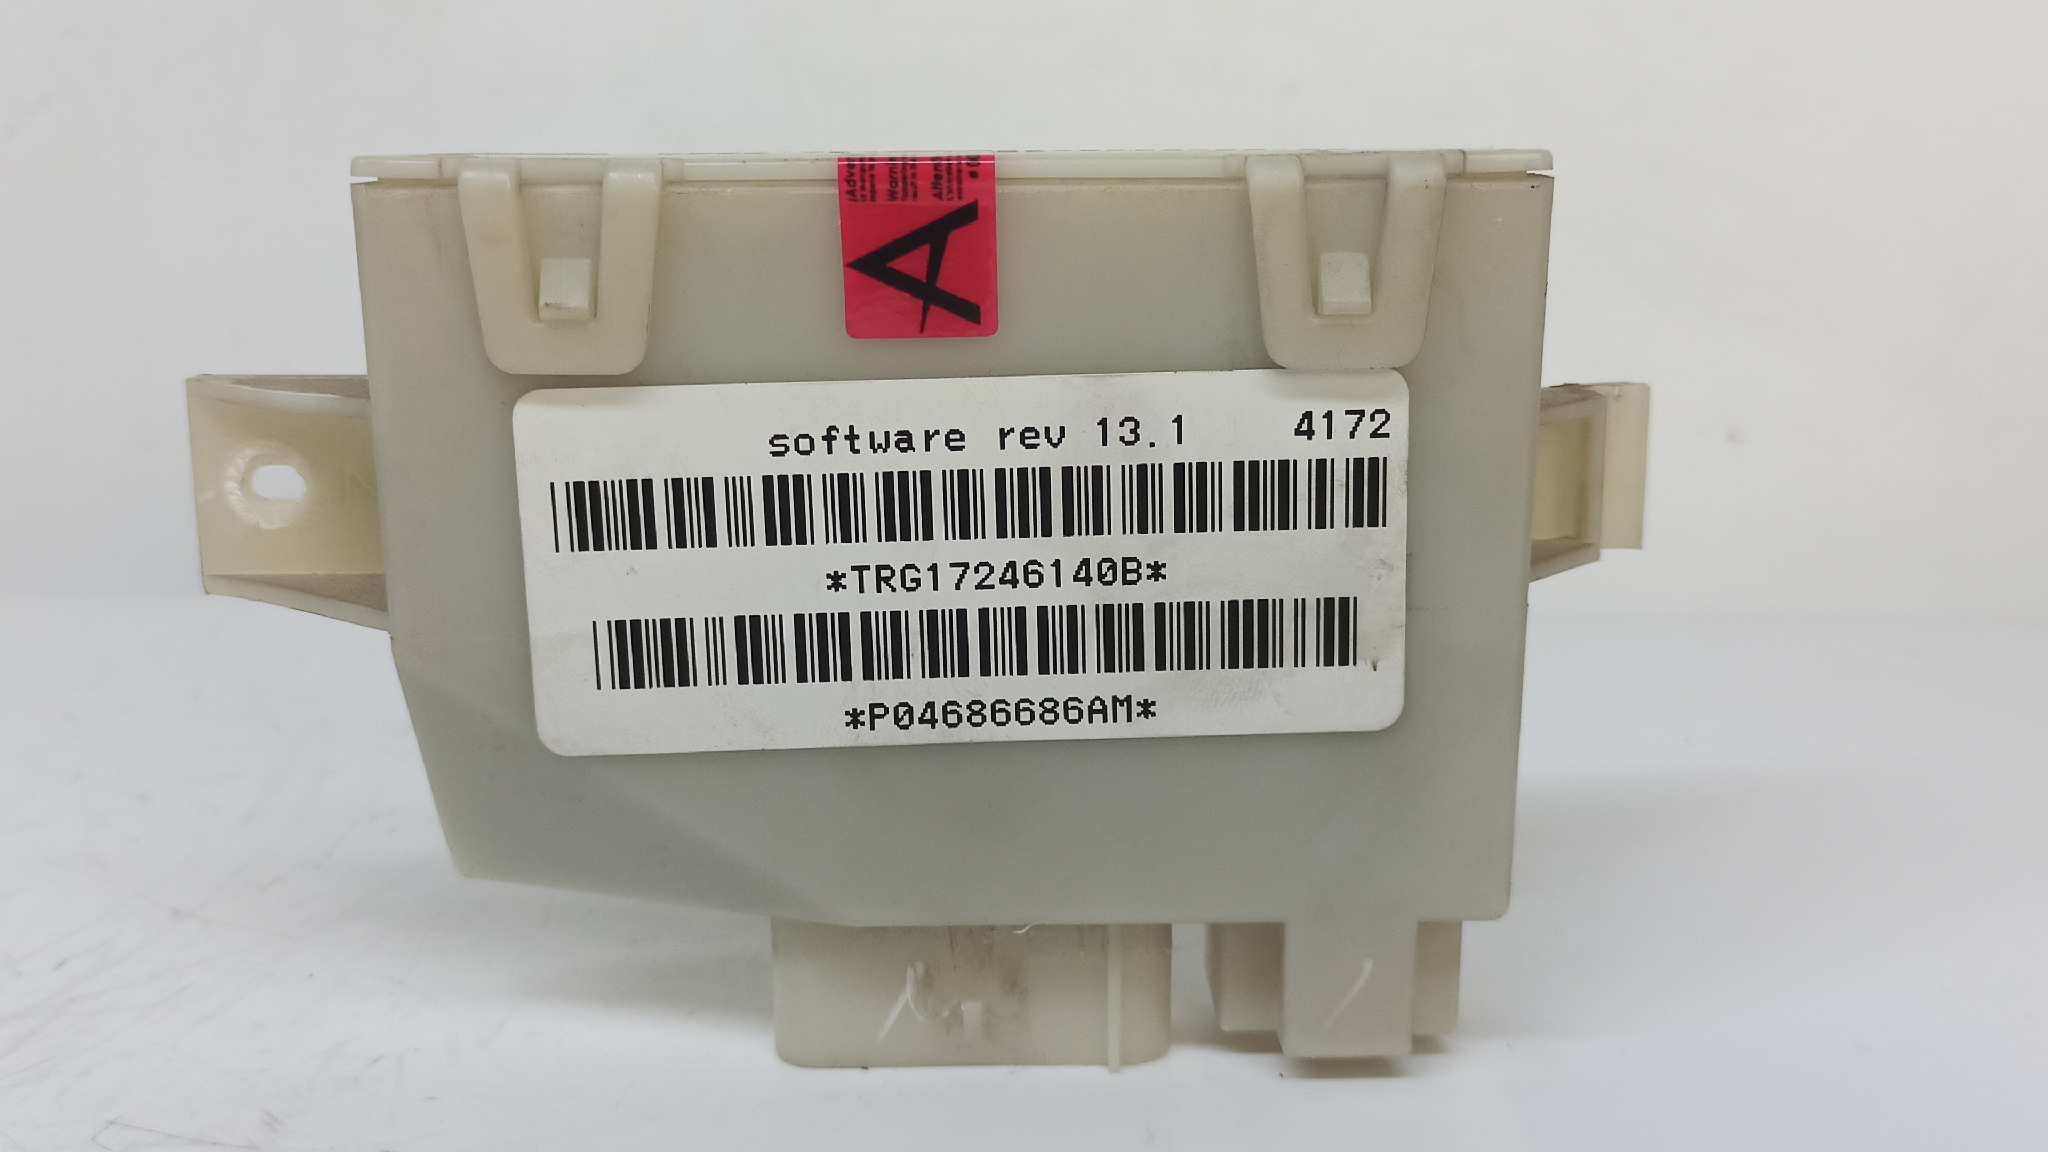 A
software rev 13.1 4172
*TRG17246140B*
*P04686686AM*